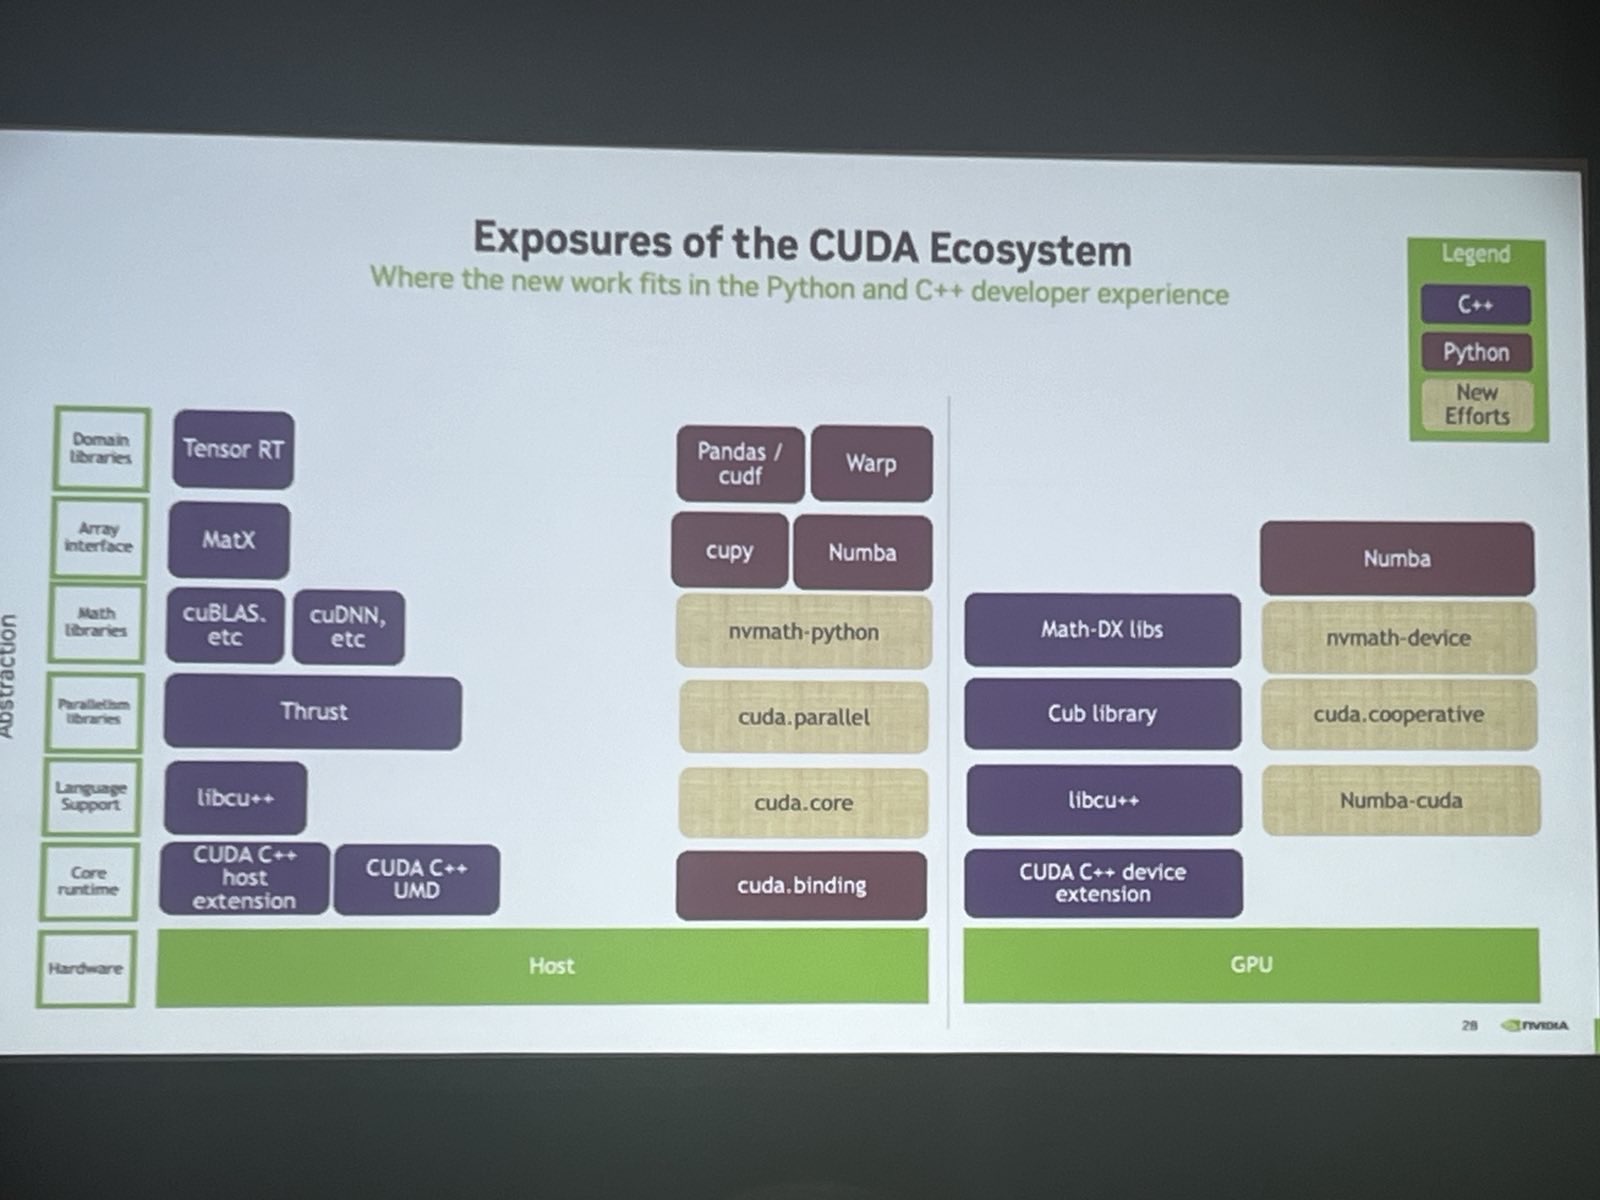 Exposures of the CUDA Ecosystem
Where the new work fits in the Python and C++ developer experience
Legend
C++
Python
New
Efforts
Abstraction
Domain
libraries
Tensor RT
Pandas /
cudf
Warp
Array
interface
MatX
cupy
Numba
Numba
Math
libraries
cuBLAS.
etc
cuDNN,
etc
nvmath-python
Math-DX libs
nvmath-device
Parallelism
libraries
Thrust
cuda.parallel
Cub library
cuda.cooperative
Language
Support
libcu++
cuda.core
libcu++
Numba-cuda
Core
runtime
CUDA C++
host
extension
CUDA C++
UMD
cuda.binding
CUDA C++ device
extension
Hardware
Host
GPU
28
NVIDIA